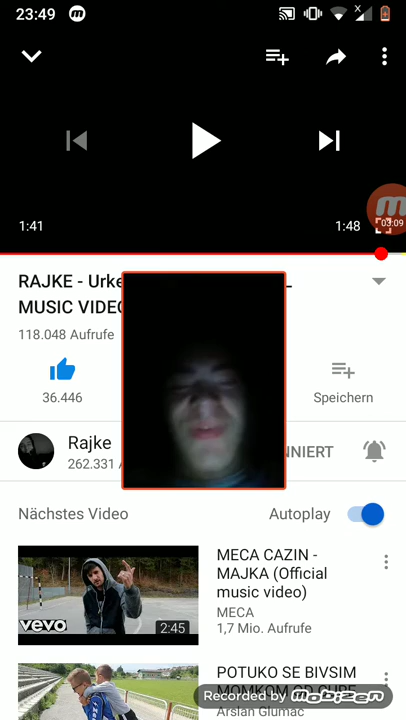 23:49
1:41
1:48
03:09
RAJKE - Urke
MUSIC VIDEO
118.048 Aufrufe
36.446
Speichern
Rajke
262.331
NNIERT
Nächstes Video
Autoplay
MECA CAZIN -
MAJKA (Official
music video)
MECA
1,7 Mio. Aufrufe
vevo
2:45
POTUKO SE BIVSIM
Recorded by mobizen
Arslan Glumac